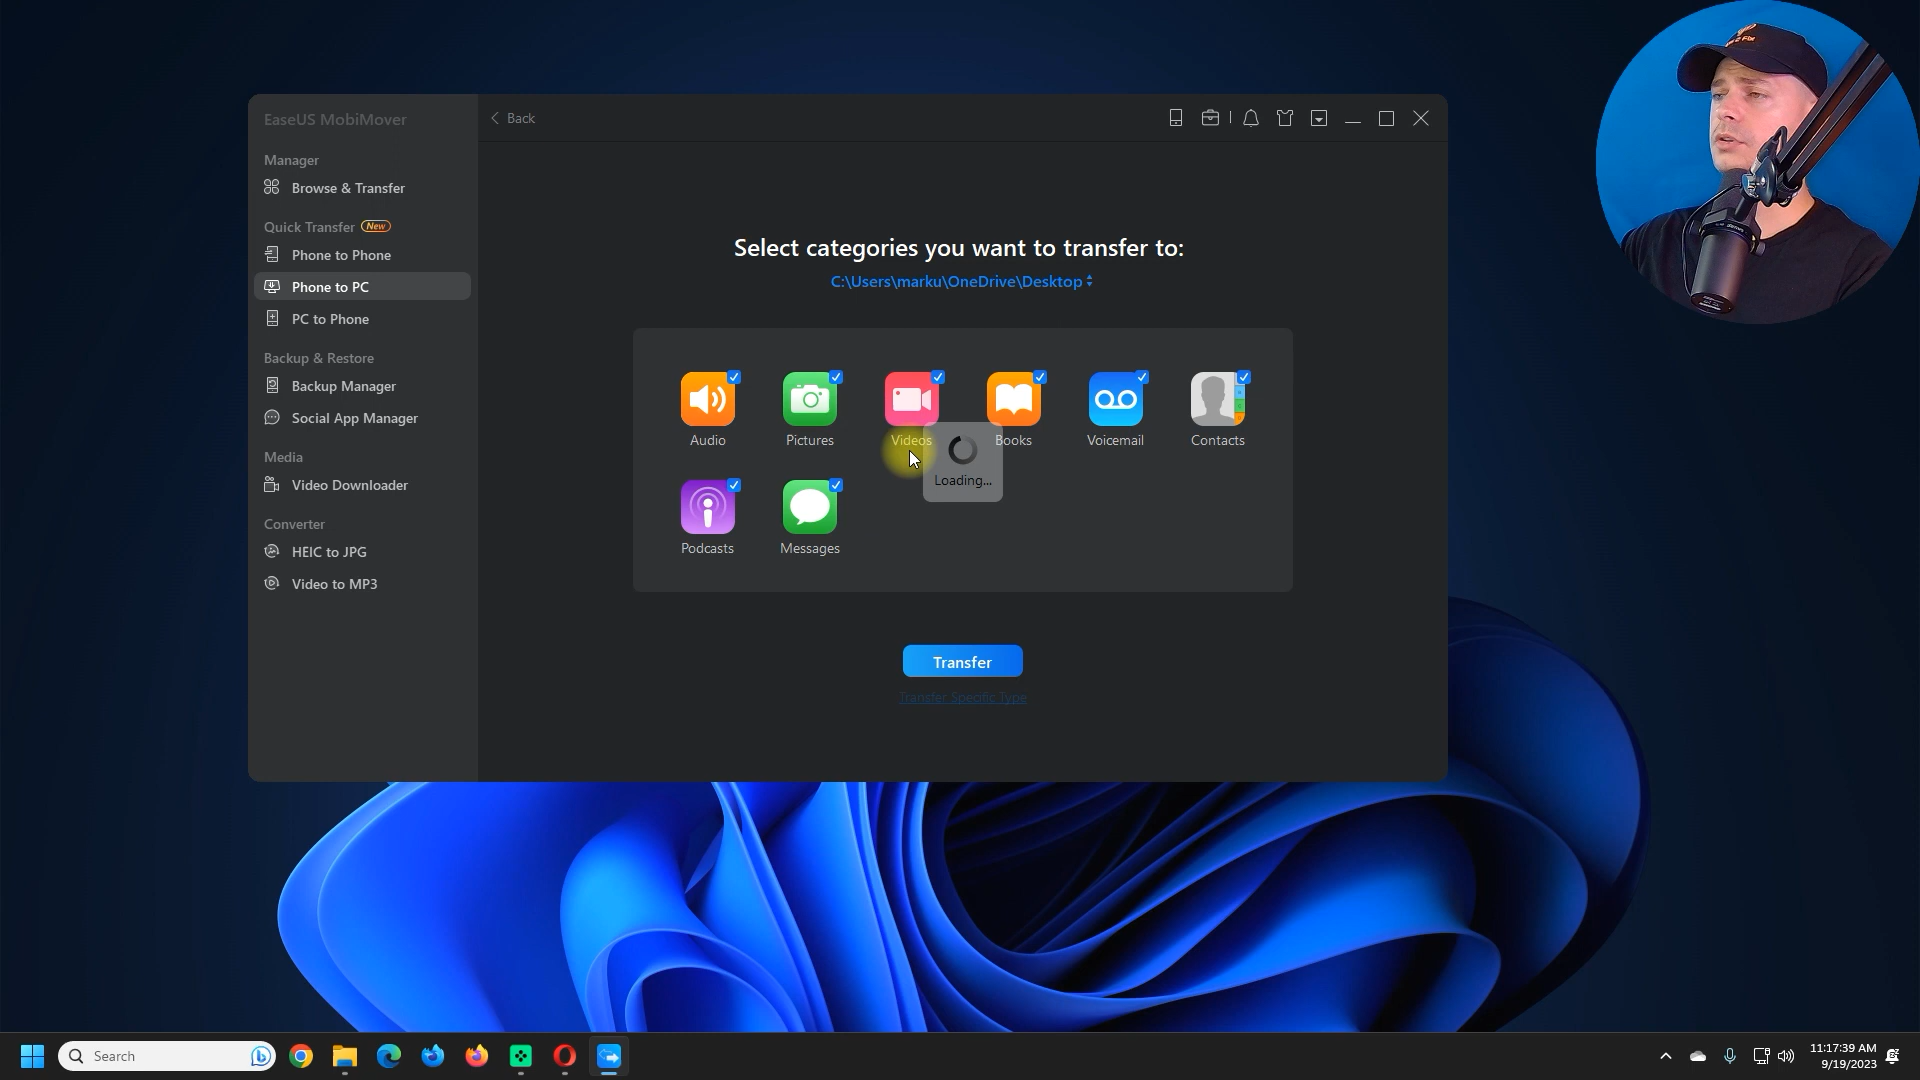 EaseUS MobiMover
Back
Manager
Browse & Transfer
Quick Transfer New
Phone to Phone
Phone to PC
PC to Phone
Backup & Restore
Backup Manager
Social App Manager
Media
Video Downloader
Converter
HEIC to JPG
Video to MP3
Select categories you want to transfer to:
C:\Users\marku\OneDrive\Desktop
Audio
Pictures
Videos
Books
Voicemail
Contacts
Loading...
Podcasts
Messages
Transfer
Transfer Specific Type
Search
11:17:39 AM
9/19/2023